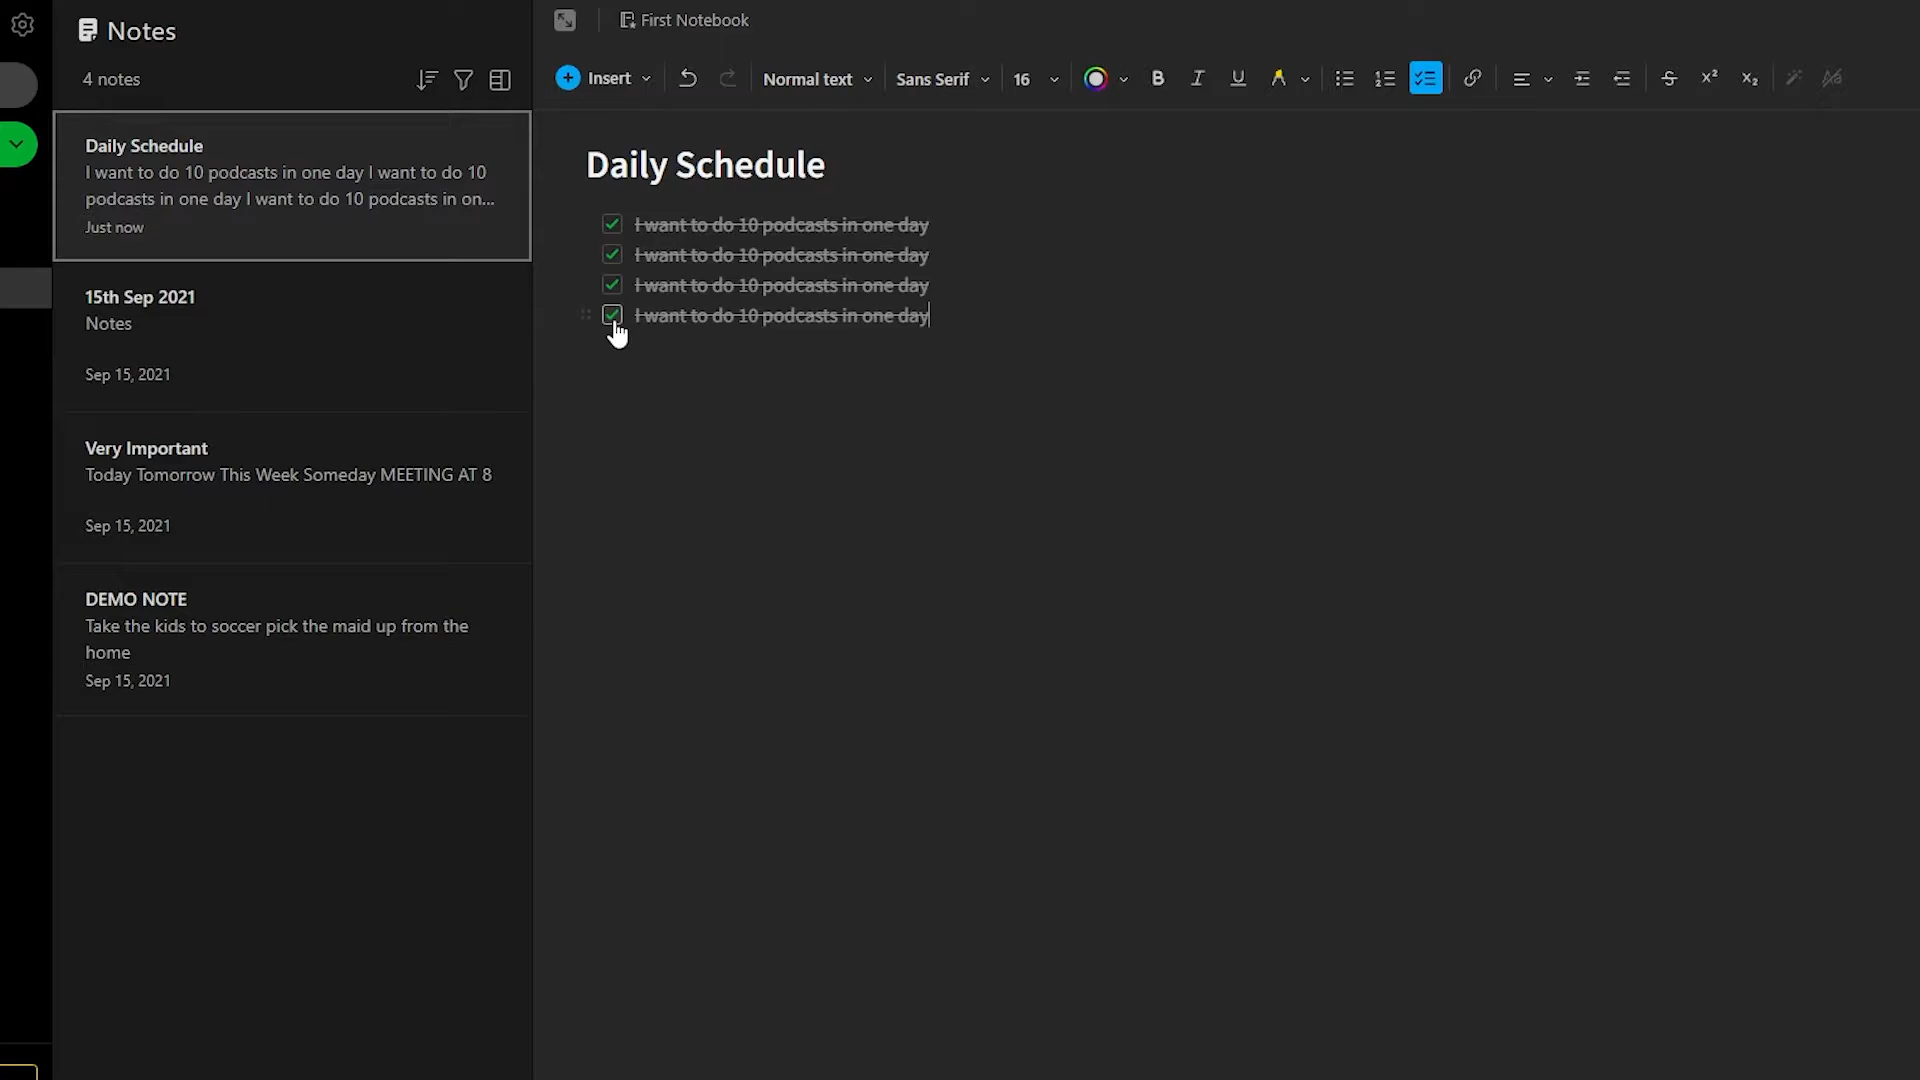 Notes
4 notes
Daily Schedule
I want to do 10 podcasts in one day I want to do 10
podcasts in one day I want to do 10 podcasts in on...
Just now
15th Sep 2021
Notes
Sep 15, 2021
Very Important
Today Tomorrow This Week Someday MEETING AT 8
Sep 15, 2021
DEMO NOTE
Take the kids to soccer pick the maid up from the
home
Sep 15, 2021
First Notebook
Insert Normal text Sans Serif 16
Daily Schedule
I want to do 10 podcasts in one day
I want to do 10 podcasts in one day
I want to do 10 podcasts in one day
I want to do 10 podcasts in one day